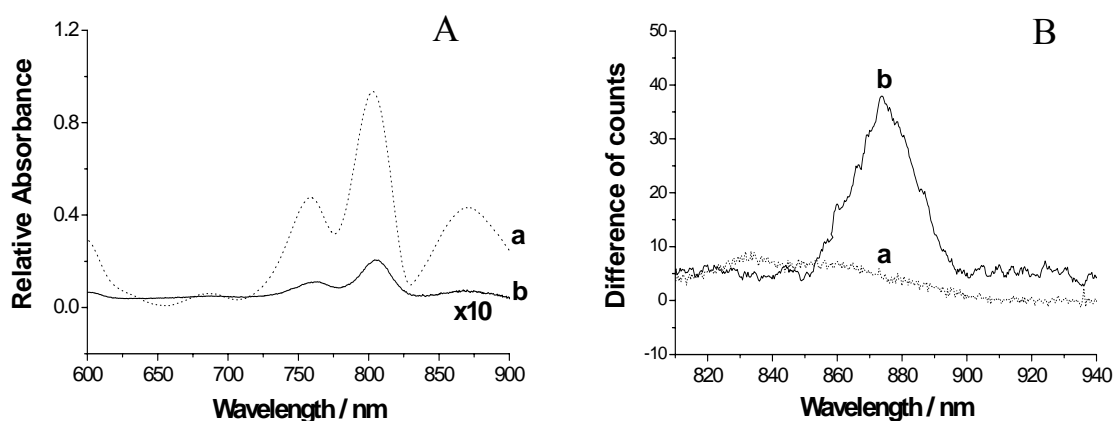 A
Relative Absorbance
1.2
0.8
0.4
0.0
a
b
x10
600 650 700 750 800 850 900
Wavelength / nm
B
Difference of counts
50
40
30
20
10
0
-10
b
a
820 840 860 880 900 920 940
Wavelength / nm